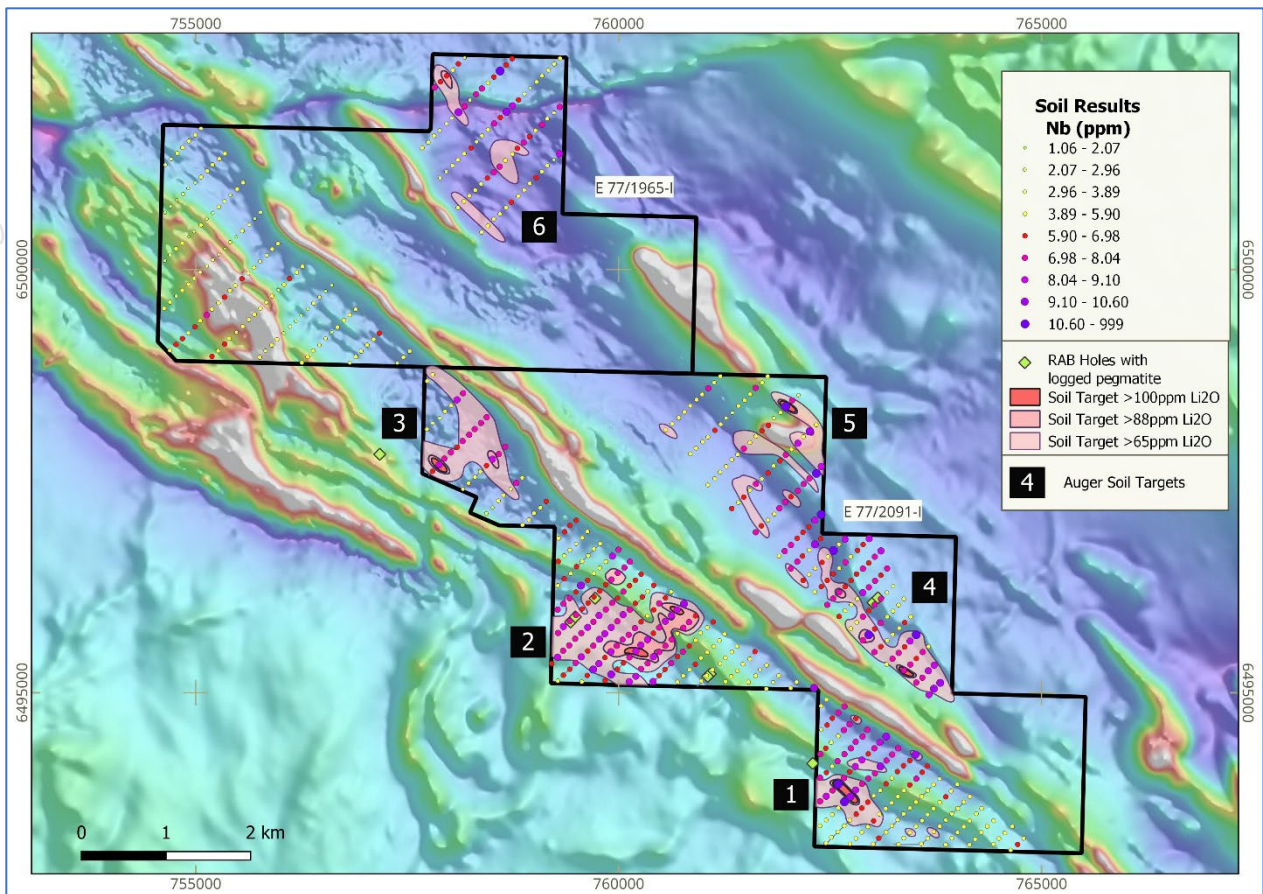 755000 760000 765000
Soil Results
Nb (ppm)
1.06 - 2.07
2.07 - 2.96
2.96 - 3.89
3.89 - 5.90
5.90 - 6.98
6.98 - 8.04
8.04 - 9.10
9.10 - 10.60
10.60 - 999
RAB Holes with
logged pegmatite
Soil Target >100ppm Li2O
Soil Target >88ppm Li2O
Soil Target >65ppm Li2O
4 Auger Soil Targets
E 77/1965-I
6
6500000 6500000
3
5
E 77/2091-I
4
2
6495000 6495000
1
0 1 2 km
755000 760000 765000